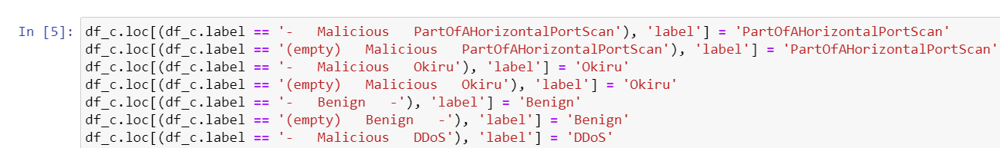 In [5]: df_c.loc[(df_c.label == '-   Malicious   PartOfAHorizontalPortScan'), 'label'] = 'PartOfAHorizontalPortScan'
df_c.loc[(df_c.label == '(empty)   Malicious   PartOfAHorizontalPortScan'), 'label'] = 'PartOfAHorizontalPortScan'
df_c.loc[(df_c.label == '-   Malicious   Okiru'), 'label'] = 'Okiru'
df_c.loc[(df_c.label == '(empty)   Malicious   Okiru'), 'label'] = 'Okiru'
df_c.loc[(df_c.label == '-   Benign   -'), 'label'] = 'Benign'
df_c.loc[(df_c.label == '(empty)   Benign   -'), 'label'] = 'Benign'
df_c.loc[(df_c.label == '-   Malicious   DDoS'), 'label'] = 'DDoS'